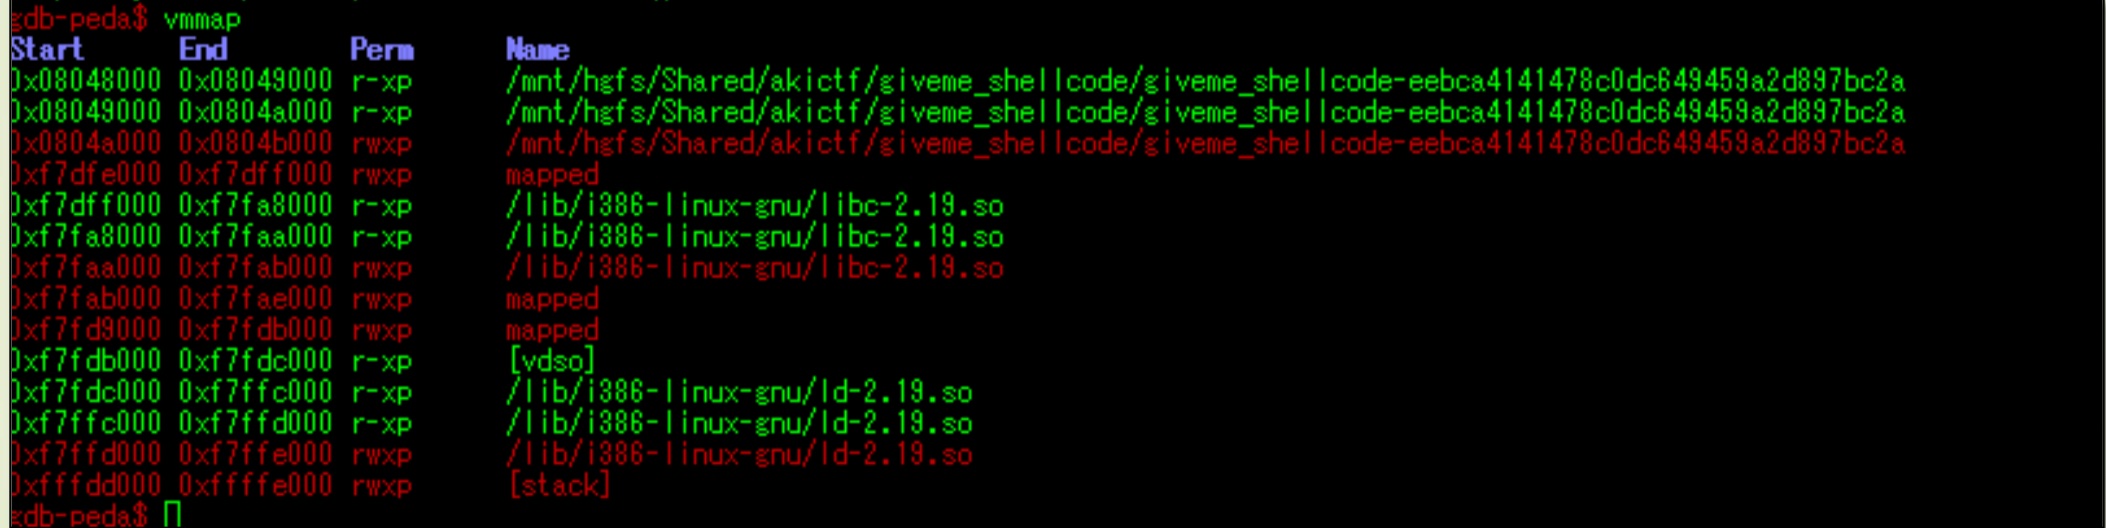 gdb-peda$ vmmap
Start End Perm Name
0x08048000 0x08049000 r-xp /mnt/hgfs/Shared/akictf/giveme_shellcode/giveme_shellcode-eebca4141478c0dc649459a2d897bc2a
0x08049000 0x0804a000 r-xp /mnt/hgfs/Shared/akictf/giveme_shellcode/giveme_shellcode-eebca4141478c0dc649459a2d897bc2a
0x0804a000 0x0804b000 rwxp /mnt/hgfs/Shared/akictf/giveme_shellcode/giveme_shellcode-eebca4141478c0dc649459a2d897bc2a
0xf7dfe000 0xf7dff000 rwxp mapped
0xf7dff000 0xf7fa8000 r-xp /lib/i386-linux-gnu/libc-2.19.so
0xf7fa8000 0xf7faa000 r-xp /lib/i386-linux-gnu/libc-2.19.so
0xf7faa000 0xf7fab000 rwxp /lib/i386-linux-gnu/libc-2.19.so
0xf7fab000 0xf7fae000 rwxp mapped
0xf7fd9000 0xf7fdb000 rwxp mapped
0xf7fdb000 0xf7fdc000 r-xp [vdso]
0xf7fdc000 0xf7ffc000 r-xp /lib/i386-linux-gnu/ld-2.19.so
0xf7ffc000 0xf7ffd000 r-xp /lib/i386-linux-gnu/ld-2.19.so
0xf7ffd000 0xf7ffe000 rwxp /lib/i386-linux-gnu/ld-2.19.so
0xfffdd000 0xffffe000 rwxp [stack]
gdb-peda$